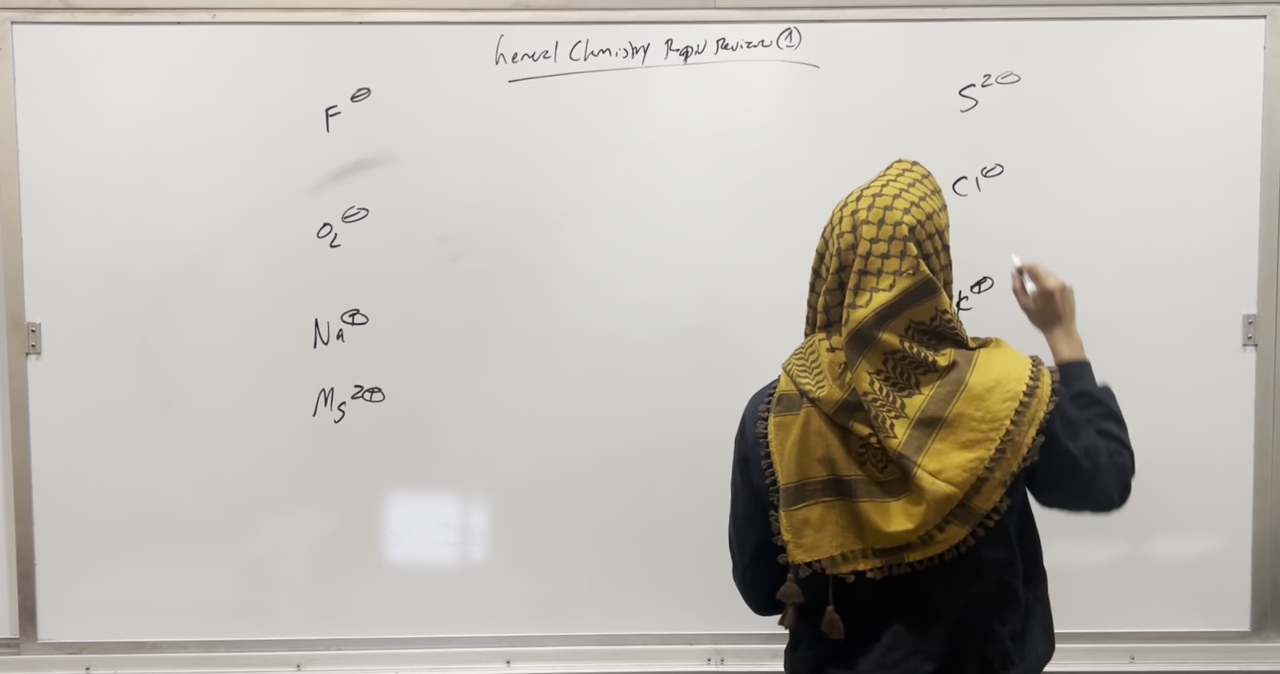 General Chemistry Rapid Review (1)
F⊖
O₂⊖
Na⊕
Mg²⊕
S²⊖
Cl⊖
K⊕